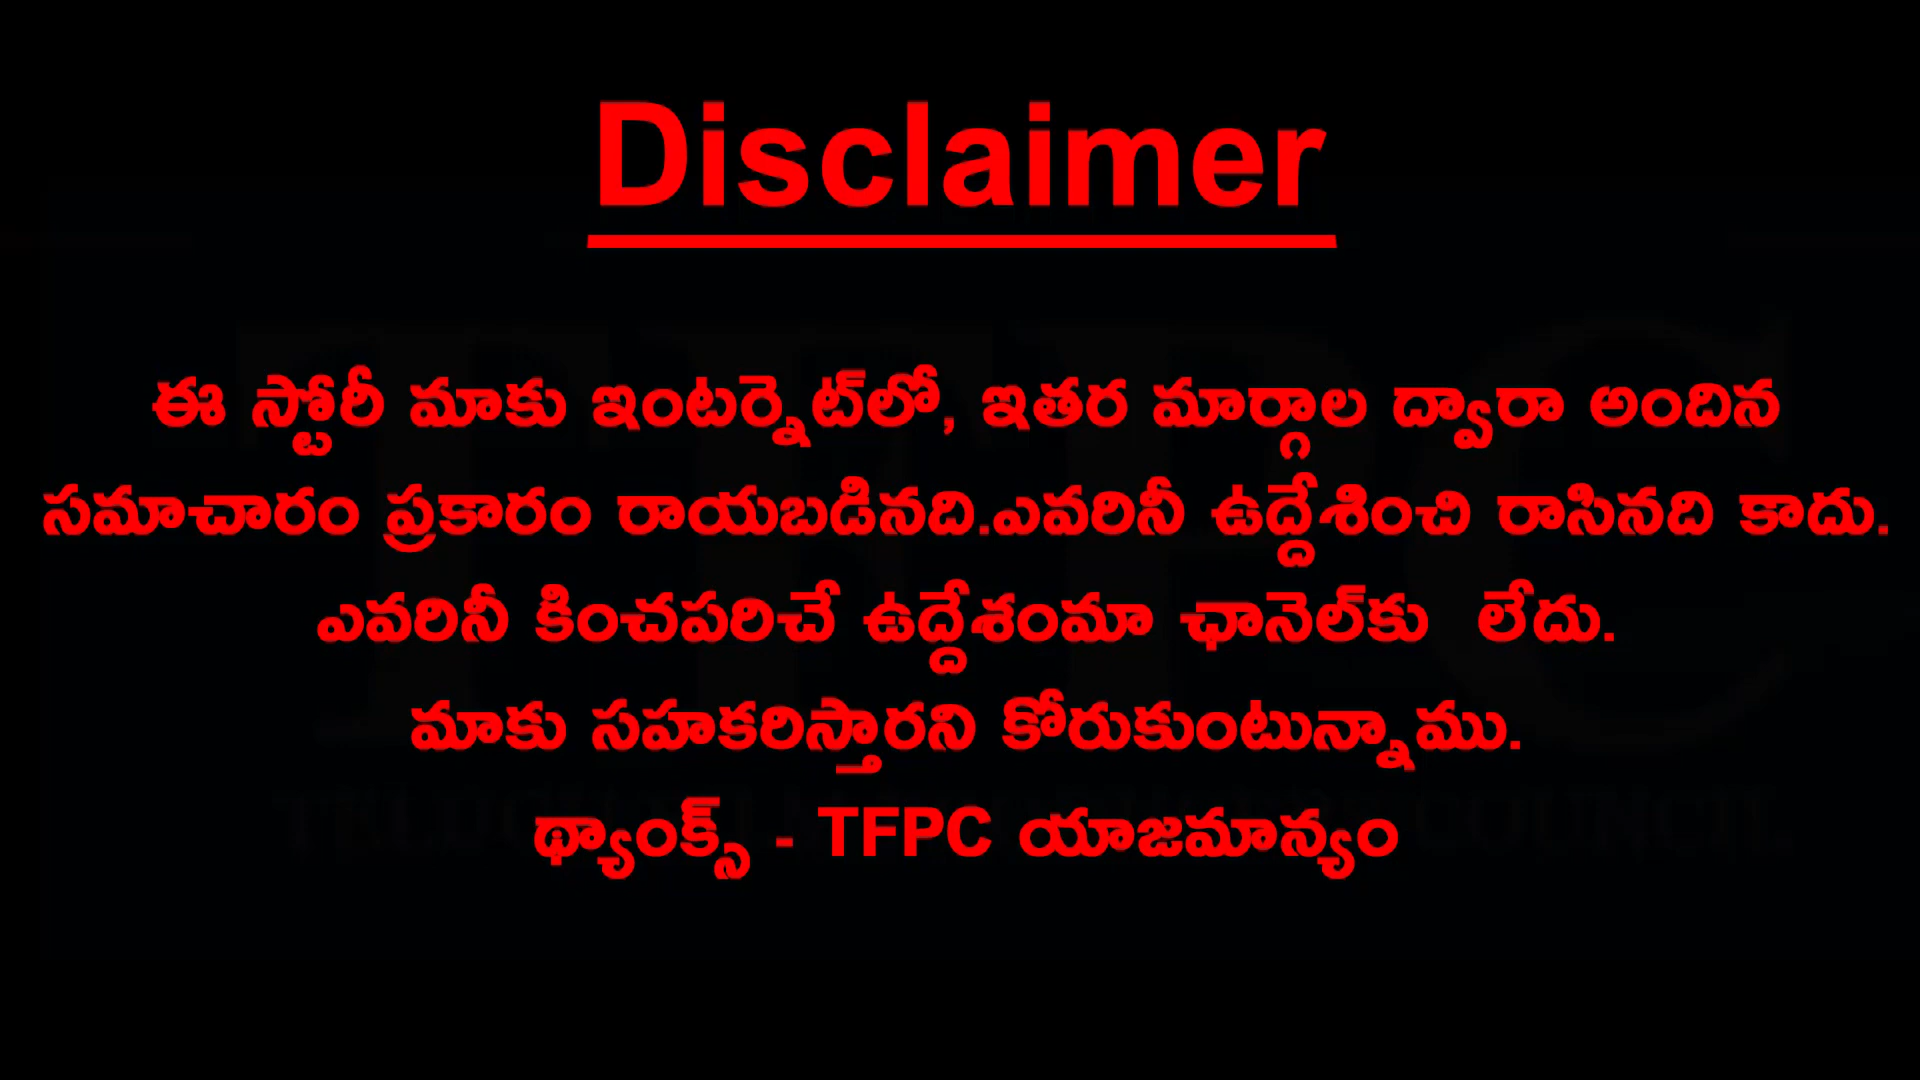 Disclaimer
ఈ స్టోరీ మాకు ఇంటర్నెట్‌లో, ఇతర మార్గాల ద్వారా అందిన
సమాచారం ప్రకారం రాయబడినది.ఎవరినీ ఉద్దేశించి రాసినది కాదు.
ఎవరినీ కించపరిచే ఉద్దేశంమా ఛానెల్‌కు లేదు.
మాకు సహకరిస్తారని కోరుకుంటున్నాము.
థ్యాంక్స్ - TFPC యాజమాన్యం